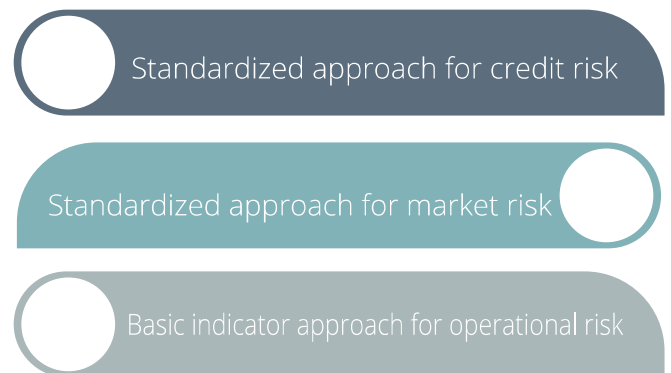 Standardized approach for credit risk
Standardized approach for market risk
Basic indicator approach for operational risk